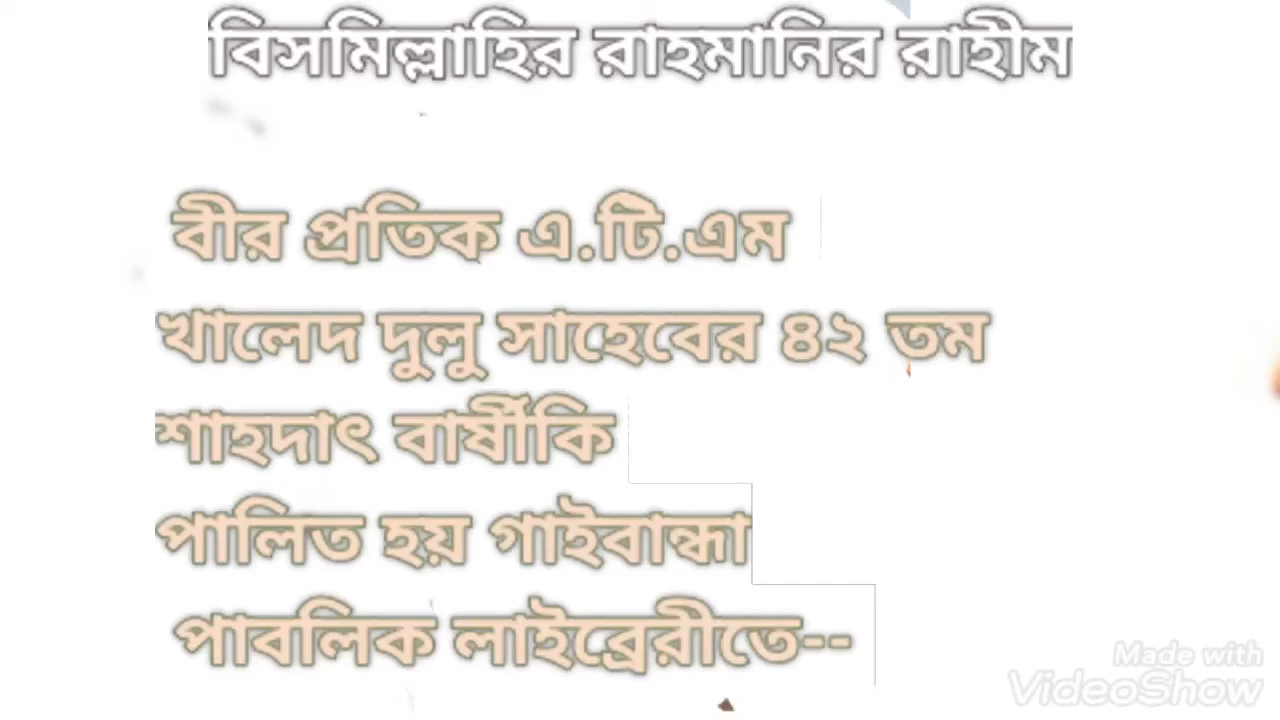 বিসমিল্লাহির রাহমানির রাহীম
বীর প্রতিক এ.টি.এম
খালেদ দুলু সাহেবের ৪২ তম
শাহদাৎ বার্ষীকি
পালিত হয় গাইবান্ধা
পাবলিক লাইব্রেরীতে--
Made with
VideoShow